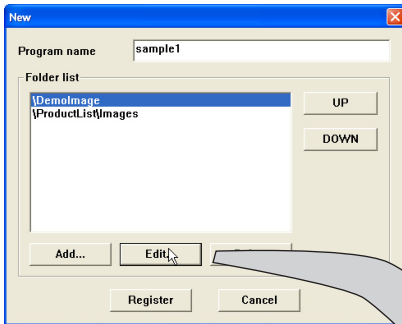 New
Program name
sample1
Folder list
\DemoImage
\ProductList\Images
UP
DOWN
Add...
Edit...
Register
Cancel